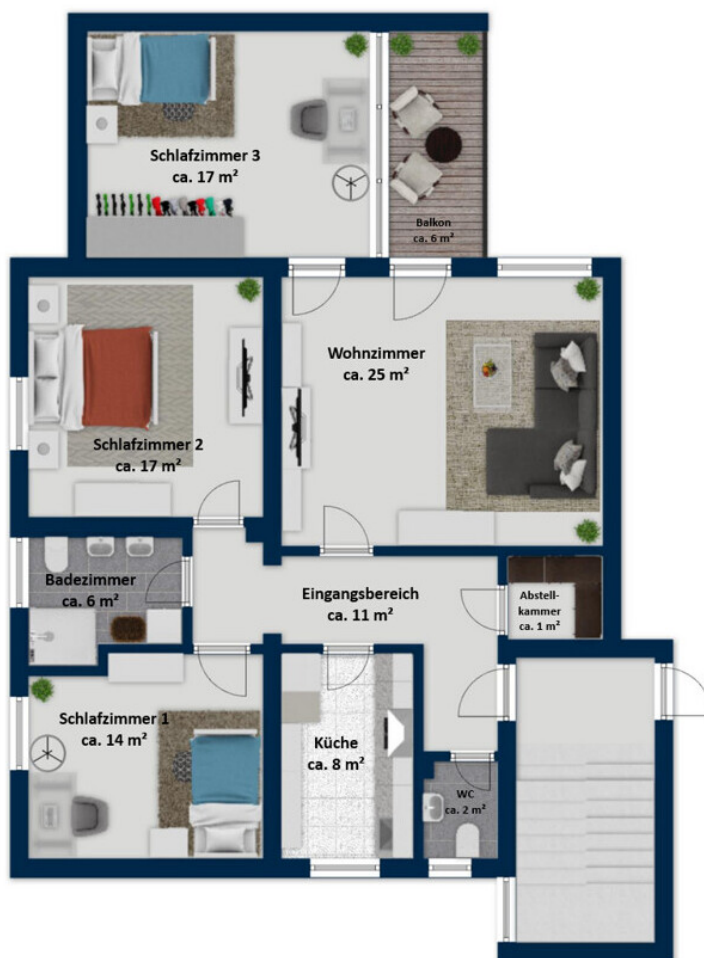 Schlafzimmer 3
ca. 17 m²
Balkon
ca. 6 m²
Wohnzimmer
ca. 25 m²
Schlafzimmer 2
ca. 17 m²
Badezimmer
ca. 6 m²
Eingangsbereich
ca. 11 m²
Abstell-
kammer
ca. 1 m²
Schlafzimmer 1
ca. 14 m²
Küche
ca. 8 m²
WC
ca. 2 m²